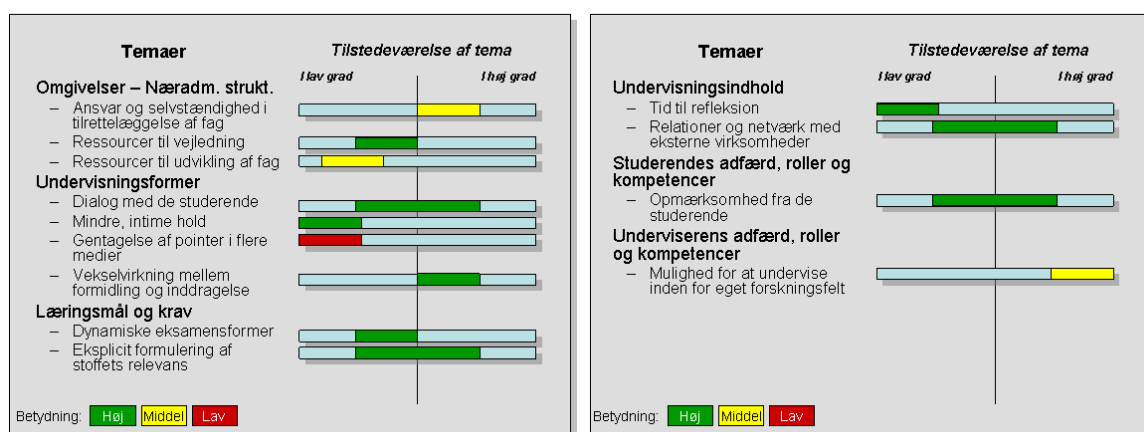 Temaer
Tilstedeværelse af tema
I lav grad
I høj grad
Omgivelser – Næradm. strukt.
– Ansvar og selvstændighed i
tilrettelæggelse af fag
– Ressourcer til vejledning
– Ressourcer til udvikling af fag
Undervisningsformer
– Dialog med de studerende
– Mindre, intime hold
– Gentagelse af pointer i flere
medier
– Vekselvirkning mellem
formidling og inddragelse
Læringsmål og krav
– Dynamiske eksamensformer
– Eksplicit formulering af
stoffets relevans
Betydning: Høj Middel Lav
Temaer
Tilstedeværelse af tema
I lav grad
I høj grad
Undervisningsindhold
– Tid til refleksion
– Relationer og netværk med
eksterne virksomheder
Studerendes adfærd, roller og
kompetencer
– Opmærksomhed fra de
studerende
Underviserens adfærd, roller
og kompetencer
– Mulighed for at undervise
inden for eget forskningsfelt
Betydning: Høj Middel Lav